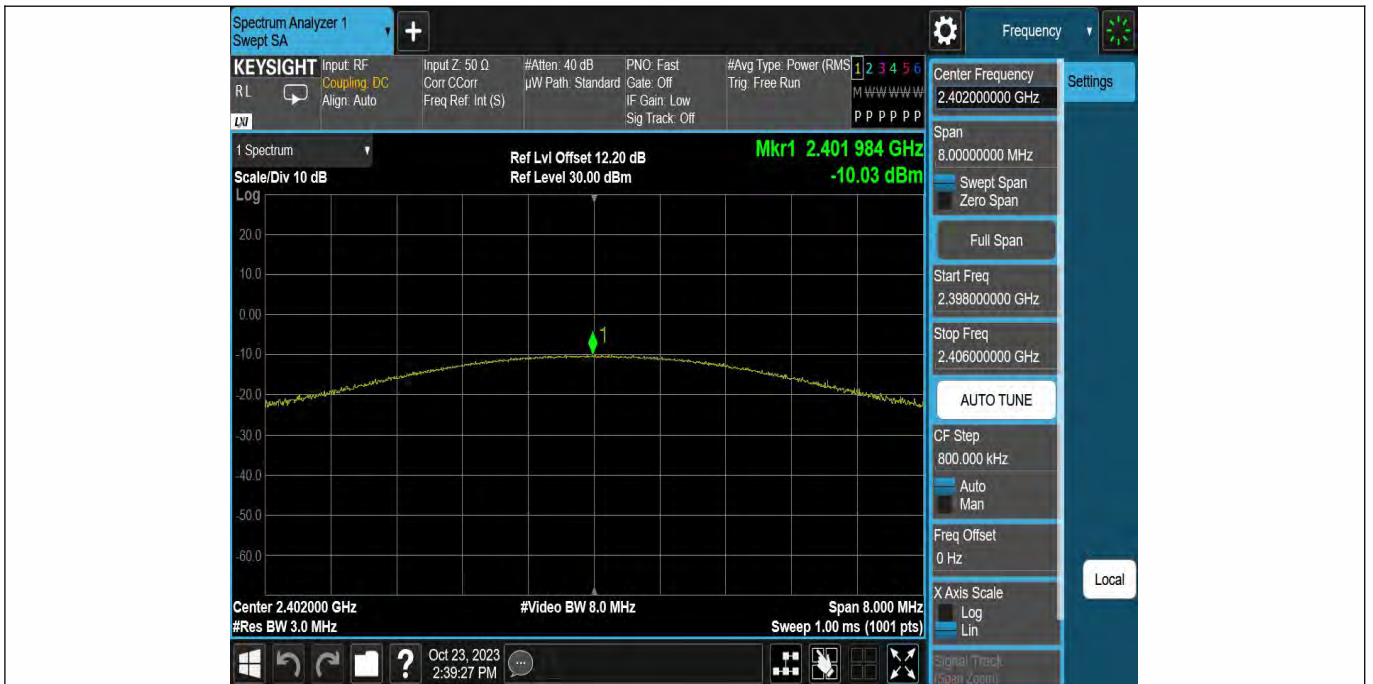 Spectrum Analyzer 1
Swept SA
+
Frequency
KEYSIGHT
RL
LXI
Input: RF
Coupling: DC
Align: Auto
Input Z: 50 Ω
Corr CCorr
Freq Ref: Int (S)
#Atten: 40 dB
µW Path: Standard
PNO: Fast
Gate: Off
IF Gain: Low
Sig Track: Off
#Avg Type: Power (RMS
Trig: Free Run
1 2 3 4 5 6
M W W W W W
P P P P P P
1 Spectrum
Scale/Div 10 dB
Log
Ref Lvl Offset 12.20 dB
Ref Level 30.00 dBm
Mkr1 2.401 984 GHz
-10.03 dBm
20.0
10.0
0.00
-10.0
-20.0
-30.0
-40.0
-50.0
-60.0
1
Center 2.402000 GHz
#Res BW 3.0 MHz
#Video BW 8.0 MHz
Span 8.000 MHz
Sweep 1.00 ms (1001 pts)
Oct 23, 2023
2:39:27 PM
?
Center Frequency
2.402000000 GHz
Settings
Span
8.00000000 MHz
Swept Span
Zero Span
Full Span
Start Freq
2.398000000 GHz
Stop Freq
2.406000000 GHz
AUTO TUNE
CF Step
800.000 kHz
Auto
Man
Freq Offset
0 Hz
X Axis Scale
Log
Lin
Local
Signal Track
(Span Zoom)